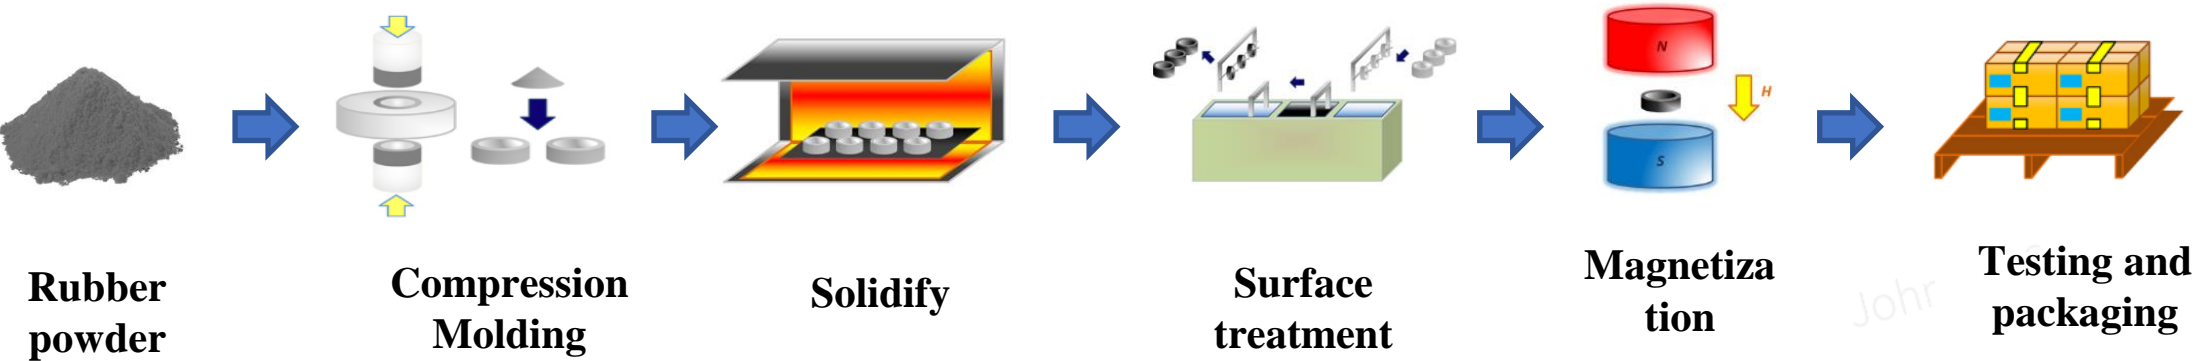 N
H
S
Rubber
powder
Compression
Molding
Solidify
Surface
treatment
Magnetiza
tion
Testing and
packaging